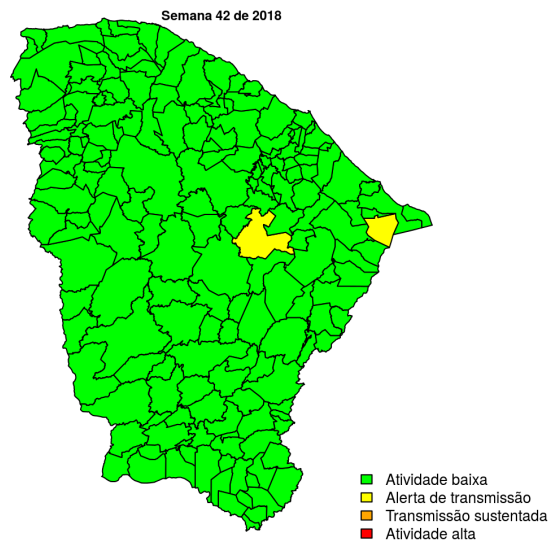 Semana 42 de 2018
Atividade baixa
Alerta de transmissão
Transmissão sustentada
Atividade alta